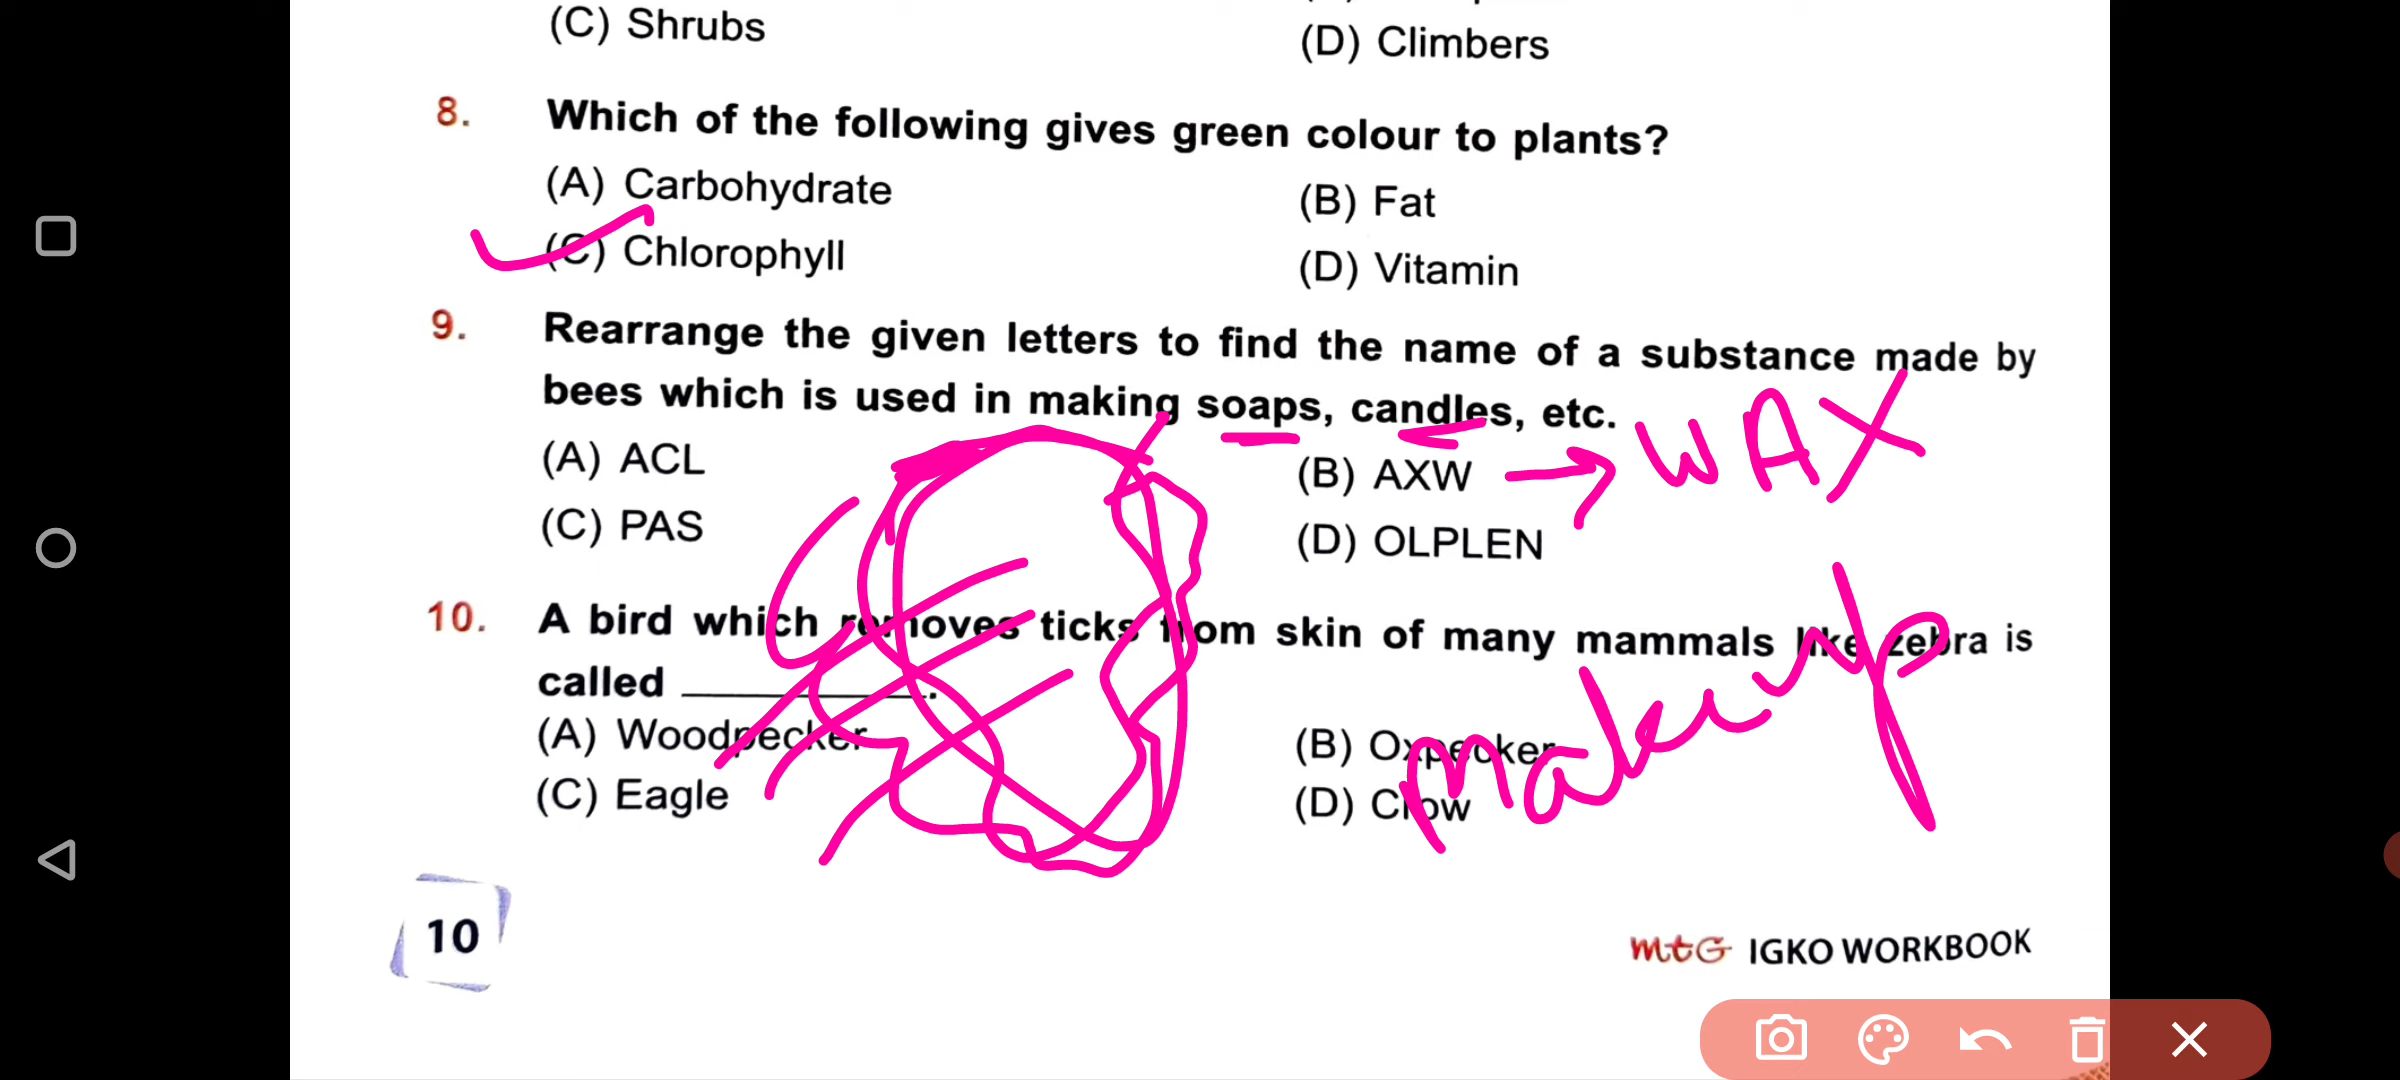 (C) Shrubs
(D) Climbers
8. Which of the following gives green colour to plants?
(A) Carbohydrate
(B) Fat
(C) Chlorophyll
(D) Vitamin
9. Rearrange the given letters to find the name of a substance made by
bees which is used in making soaps, candles, etc.
(A) ACL
(B) AXW → WAX
(C) PAS
(D) OLPLEN
10. A bird which removes ticks from skin of many mammals like zebra is
called __________.
makeup
(A) Woodpecker
(B) Oxpecker
(C) Eagle
(D) Crow
10
mtG IGKO WORKBOOK